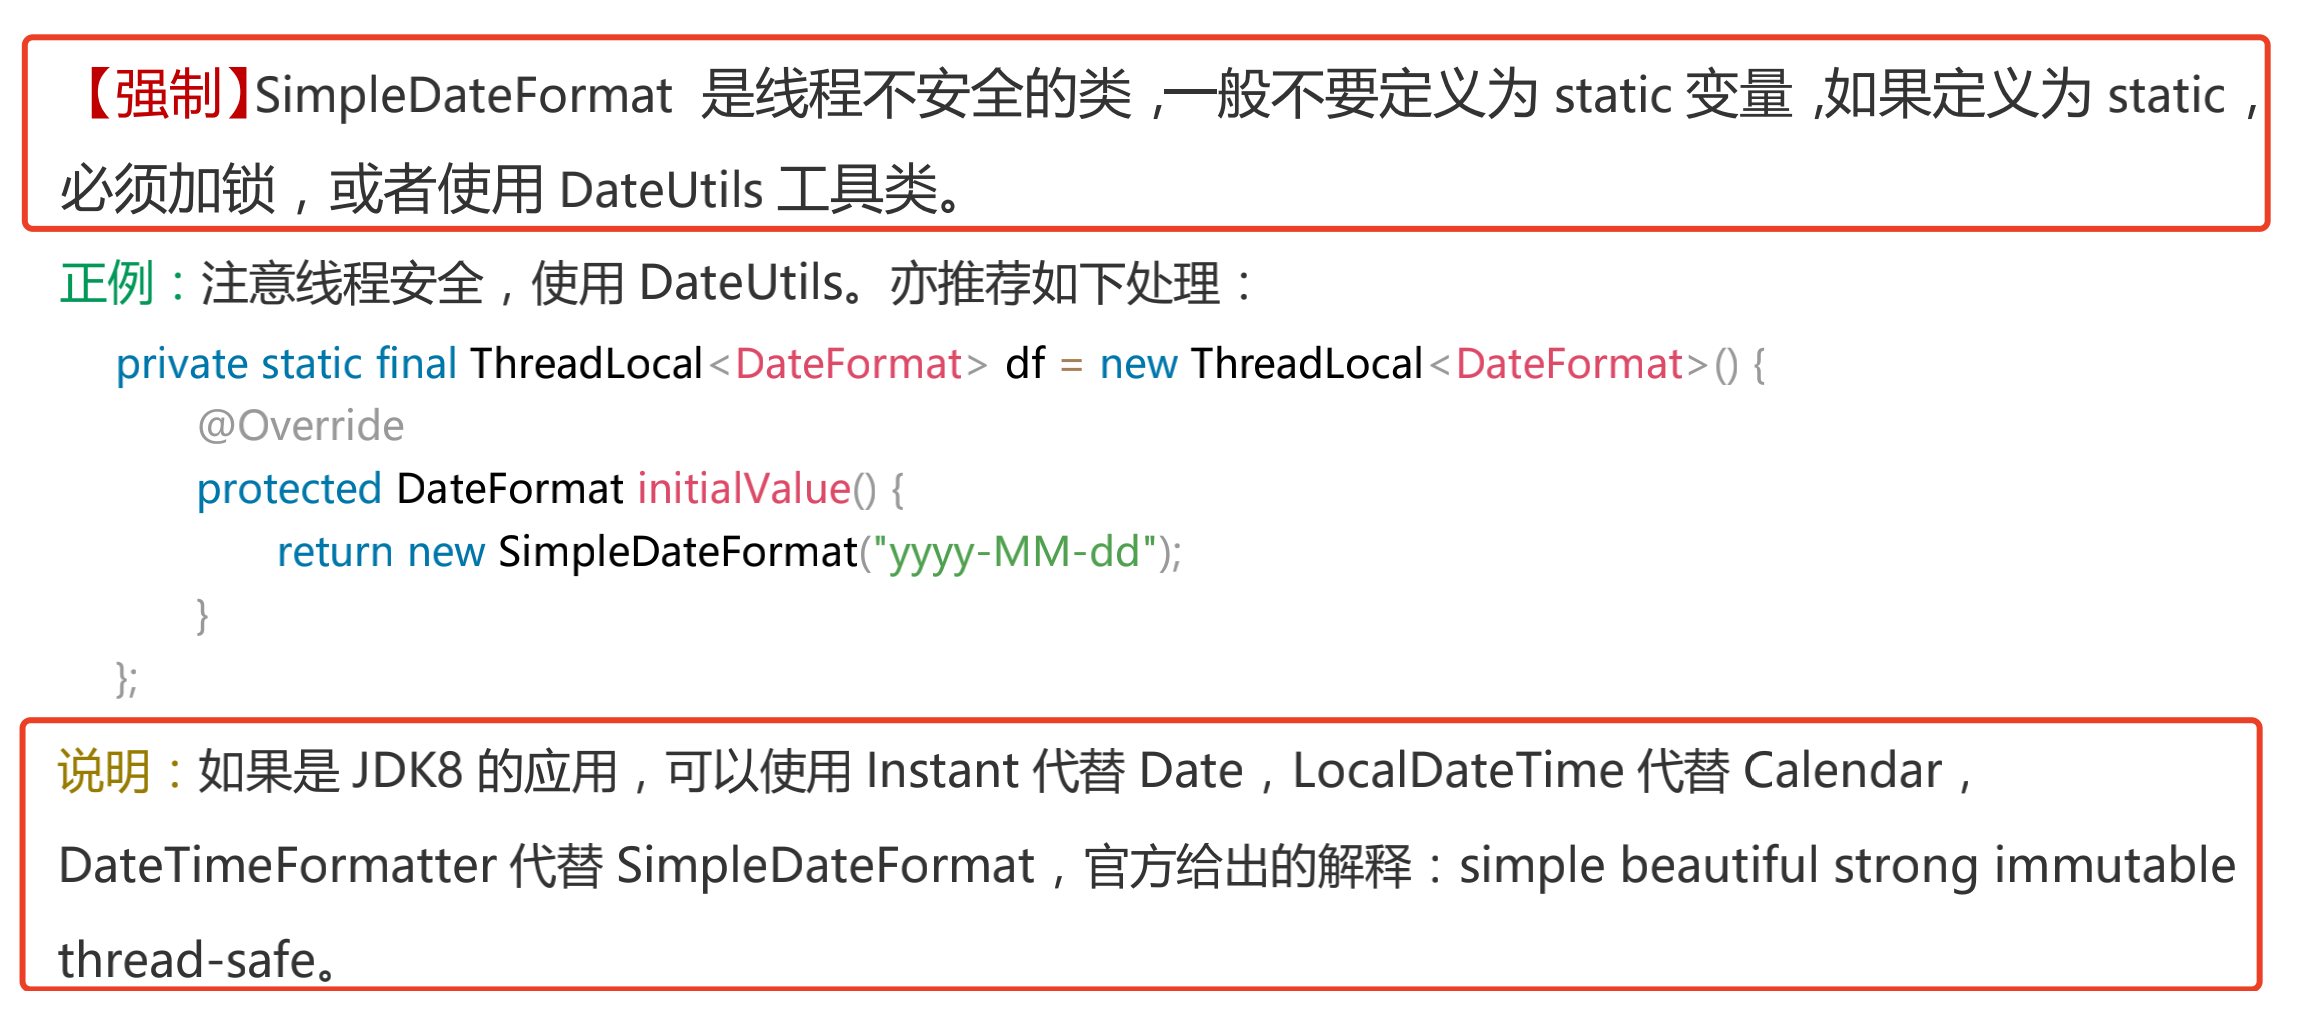 【强制】SimpleDateFormat 是线程不安全的类,一般不要定义为 static 变量,如果定义为 static,
必须加锁,或者使用 DateUtils 工具类。
正例:注意线程安全,使用 DateUtils。亦推荐如下处理:
private static final ThreadLocal<DateFormat> df = new ThreadLocal<DateFormat>() {
@Override
protected DateFormat initialValue() {
return new SimpleDateFormat("yyyy-MM-dd");
}
};
说明:如果是 JDK8 的应用,可以使用 Instant 代替 Date,LocalDateTime 代替 Calendar,
DateTimeFormatter 代替 SimpleDateFormat,官方给出的解释:simple beautiful strong immutable
thread-safe。